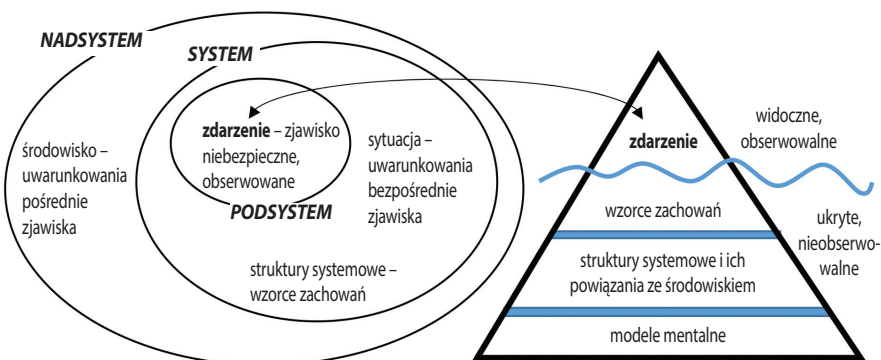 NADSYSTEM
SYSTEM
zdarzenie – zjawisko
niebezpieczne,
obserwowane
PODSYSTEM
środowisko –
uwarunkowania
pośrednie
zjawiska
sytuacja –
uwarunkowania
bezpośrednie
zjawiska
struktury systemowe –
wzorce zachowań
zdarzenie
widoczne,
obserwowalne
wzorce zachowań
ukryte,
nieobserwo-
walne
struktury systemowe i ich
powiązania ze środowiskiem
modele mentalne